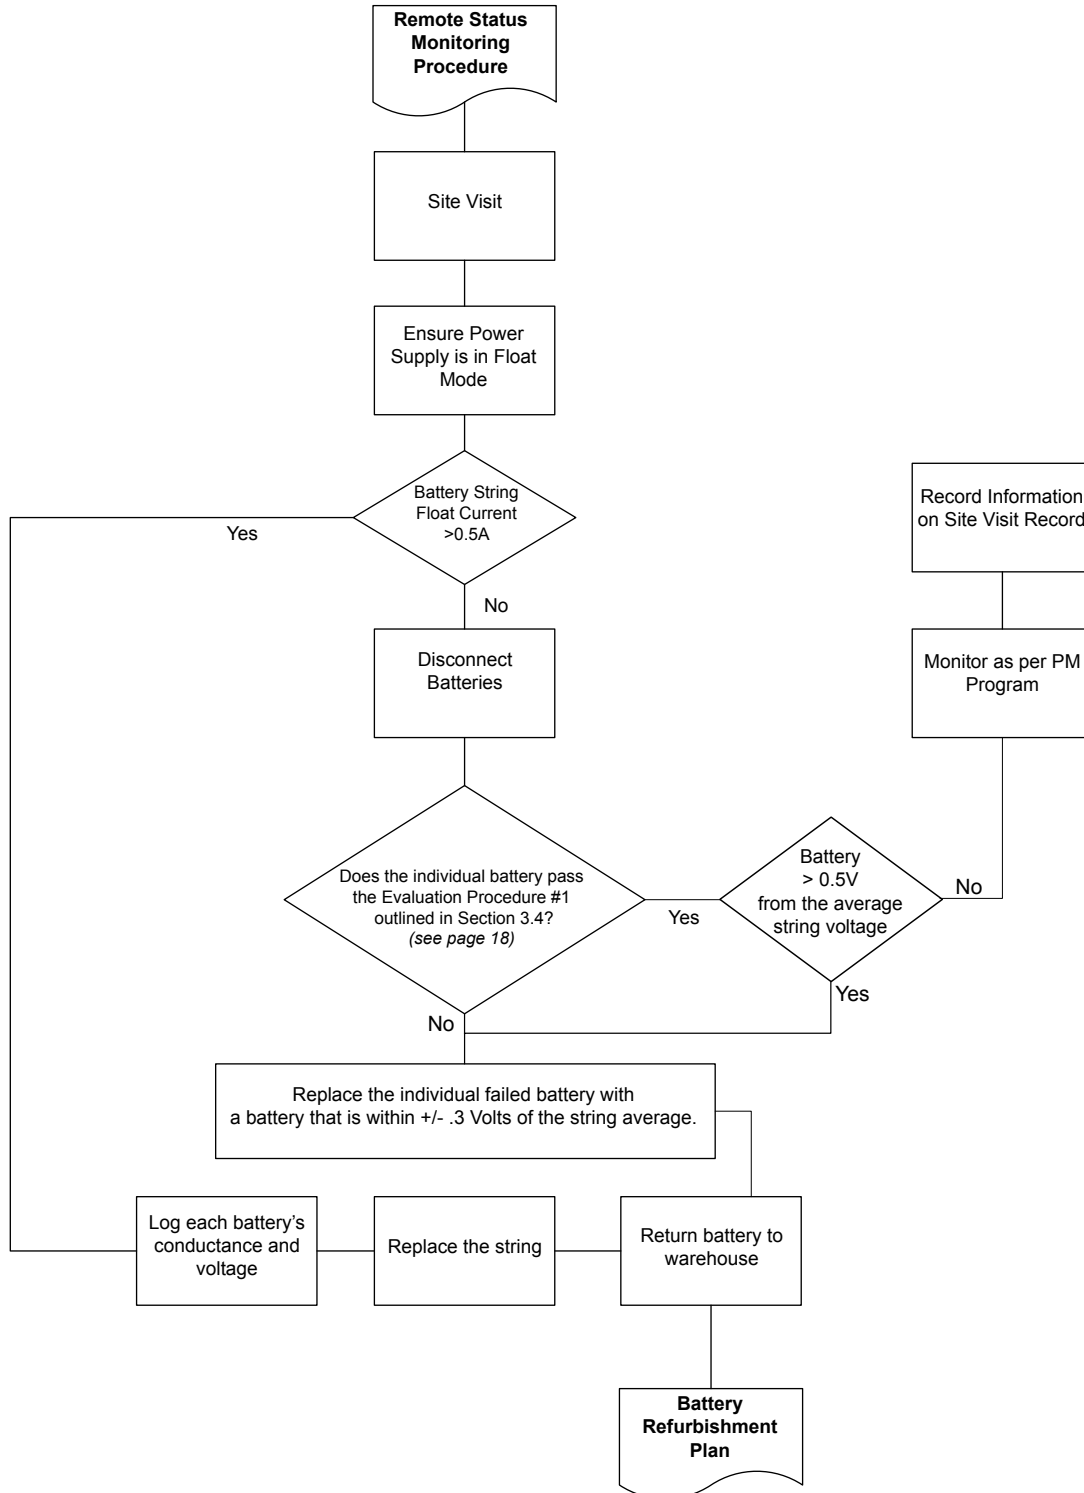 Remote Status
Monitoring
Procedure
Site Visit
Ensure Power
Supply is in Float
Mode
Battery String
Float Current
>0.5A
Yes
No
Record Information
on Site Visit Record
Disconnect
Batteries
Monitor as per PM
Program
Does the individual battery pass
the Evaluation Procedure #1
outlined in Section 3.4?
(see page 18)
Yes
Battery
> 0.5V
from the average
string voltage
No
Yes
No
Replace the individual failed battery with
a battery that is within +/- .3 Volts of the string average.
Log each battery’s
conductance and
voltage
Replace the string
Return battery to
warehouse
Battery
Refurbishment
Plan